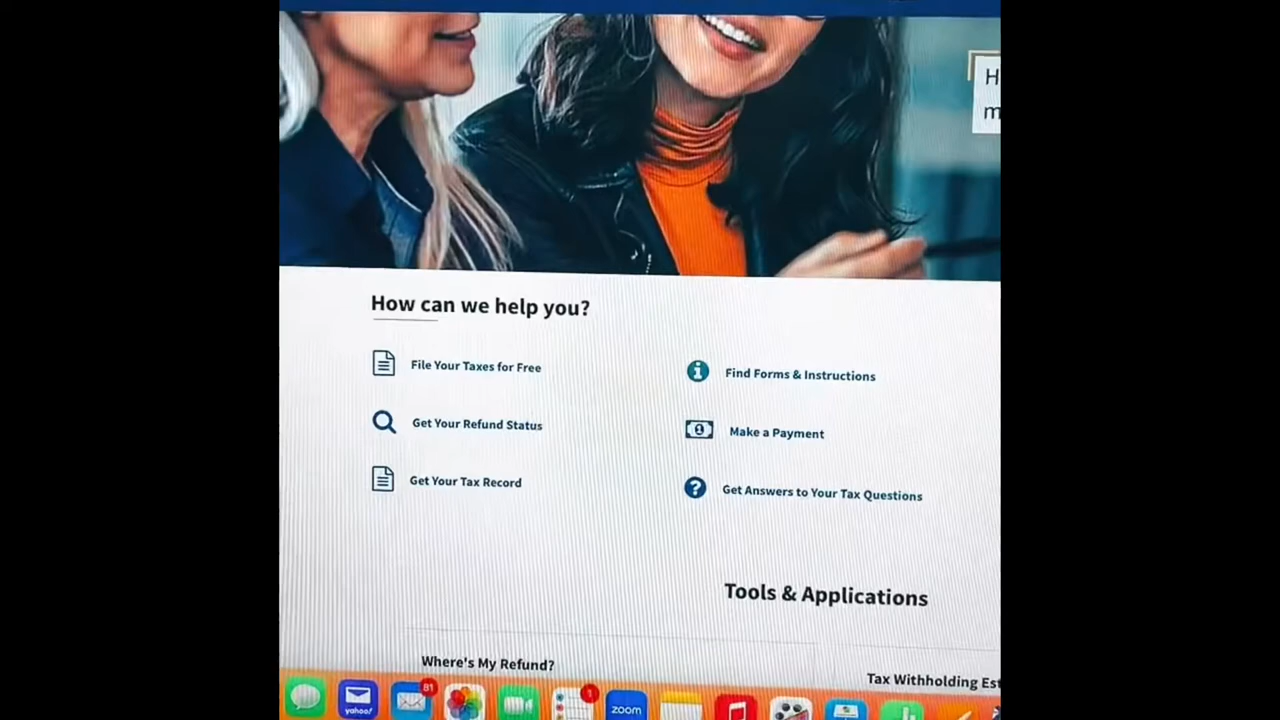 H
m
How can we help you?
File Your Taxes for Free
Find Forms & Instructions
Get Your Refund Status
Make a Payment
Get Your Tax Record
Get Answers to Your Tax Questions
Tools & Applications
Where's My Refund?
Tax Withholding Est
81
1
yahoo!
zoom